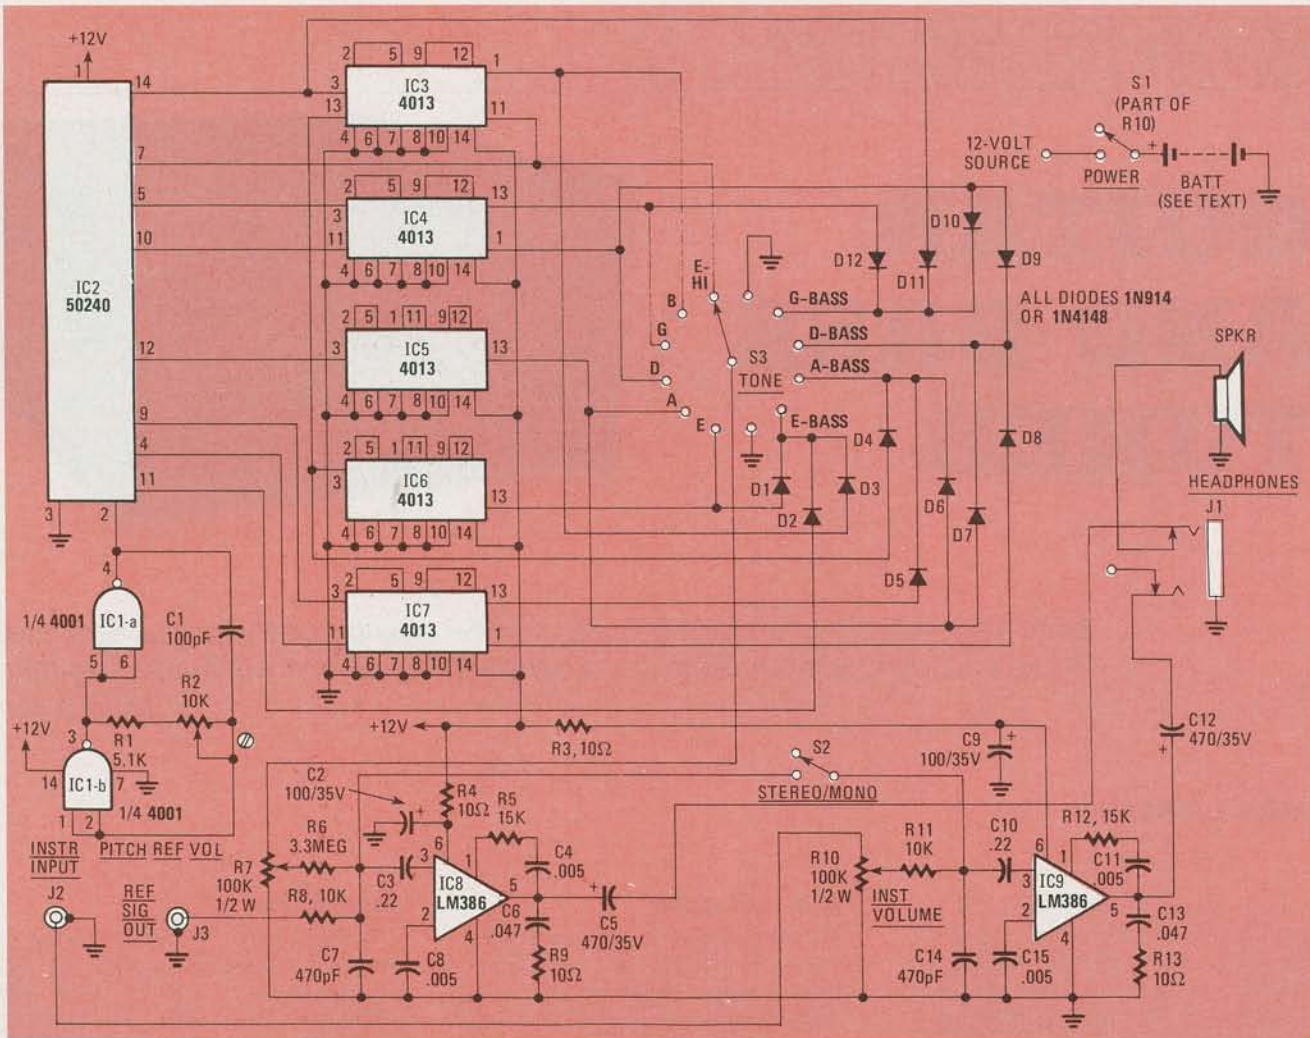 +12V
1
14
7
5
10
12
9
4
11
3
2
IC2
50240
2
5
9
12
3
13
IC3
4013
1
11
4
6
7
8
10
14
2
5
9
12
3
11
IC4
4013
13
1
4
6
7
8
10
14
2
5
1
11
9
12
3
IC5
4013
13
4
6
7
8
10
14
2
5
1
11
9
12
3
IC6
4013
13
4
6
7
8
10
14
2
5
9
12
3
11
IC7
4013
13
1
4
6
7
8
10
14
S1
(PART OF
R10)
12-VOLT
SOURCE
+
POWER
BATT
(SEE TEXT)
D10
D12
D11
D9
ALL DIODES 1N914
OR 1N4148
E-
HI
B
G
D
A
E
G-BASS
D-BASS
A-BASS
E-BASS
S3
TONE
D4
D8
D1
D3
D2
D6
D7
D5
SPKR
HEADPHONES
J1
4
IC1-a
1/4 4001
5
6
C1
100pF
R2
10K
R1
5.1K
+12V
3
14
IC1-b
7
1/4 4001
1
2
INSTR
INPUT
J2
PITCH REF VOL
REF
SIG
OUT
J3
R7
100K
1/2 W
R6
3.3MEG
R8, 10K
C7
470pF
C3
.22
C8
.005
+12V
R3, 10Ω
C2
100/35V
+
R4
10Ω
R5
15K
C4
.005
6
3
1
IC8
LM386
5
2
4
C6
.047
R9
10Ω
+
C5
470/35V
S2
STEREO/MONO
C9
100/35V
+
C12
470/35V
+
R10
100K
1/2 W
R11
10K
INST
VOLUME
C10
.22
C14
470pF
C15
.005
6
3
1
IC9
LM386
5
2
4
R12, 15K
C11
.005
C13
.047
R13
10Ω